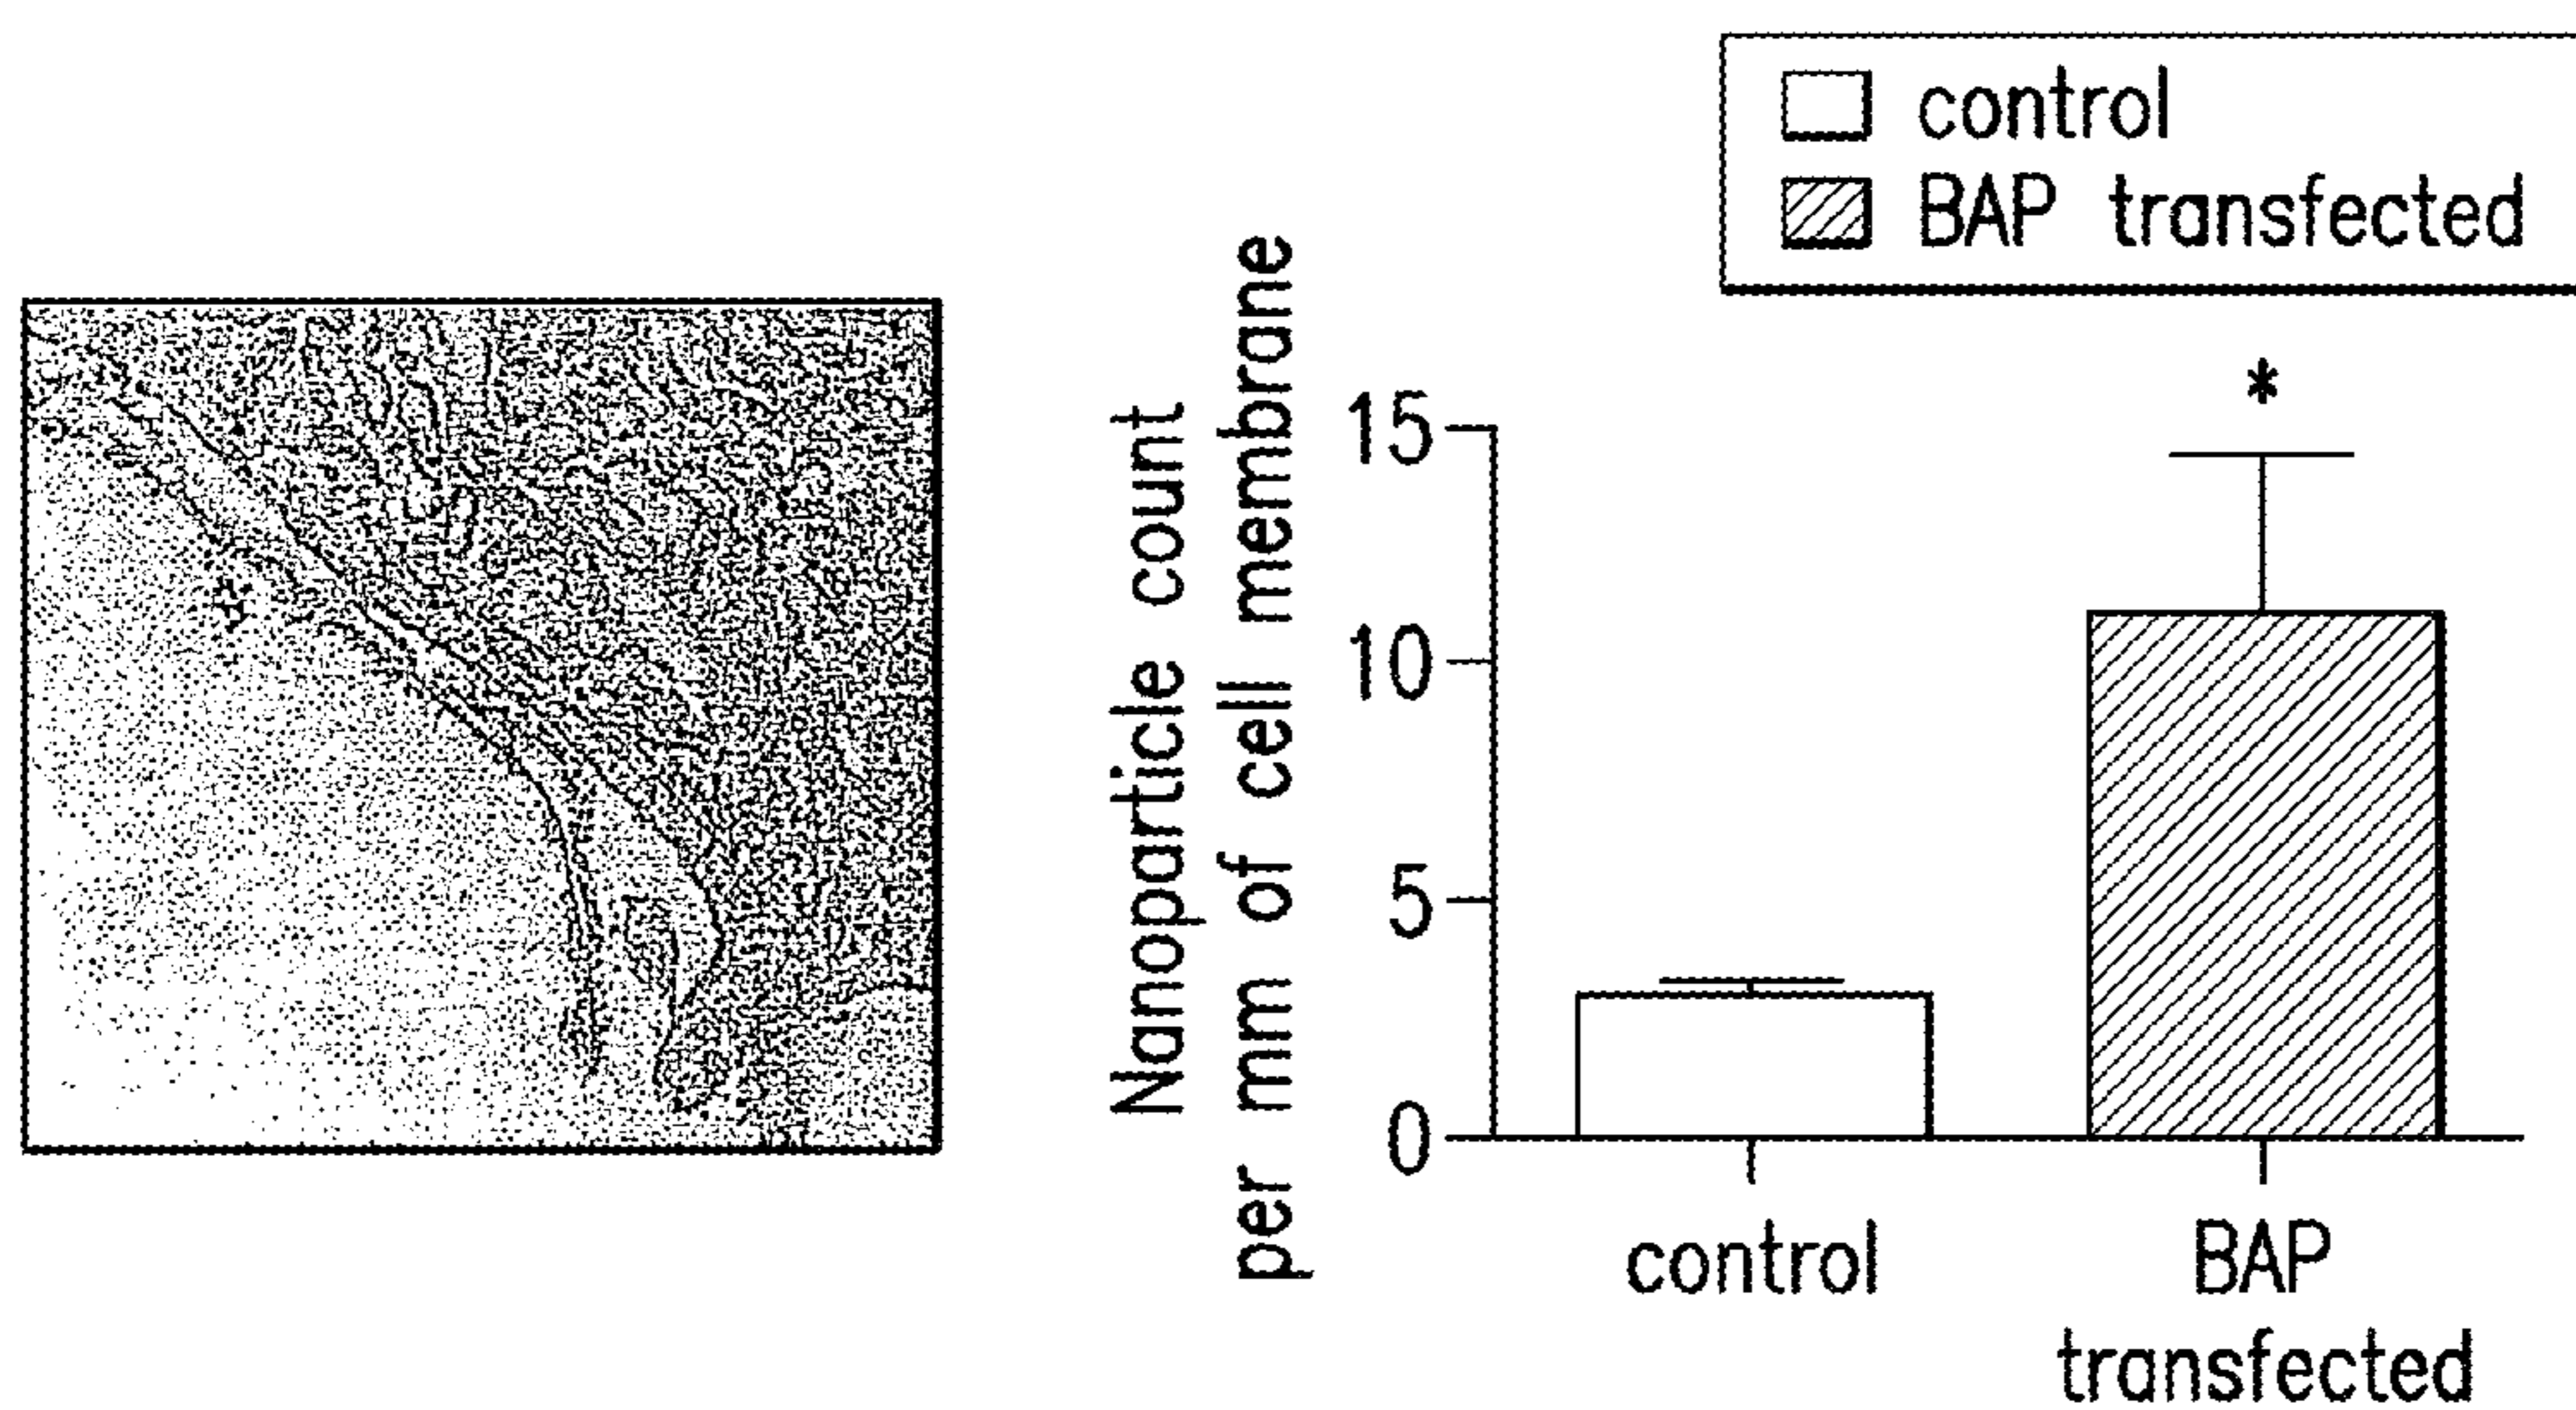 control
BAP transfected
Nanoparticle count
per mm of cell membrane
*
15
10
5
0
control
BAP
transfected